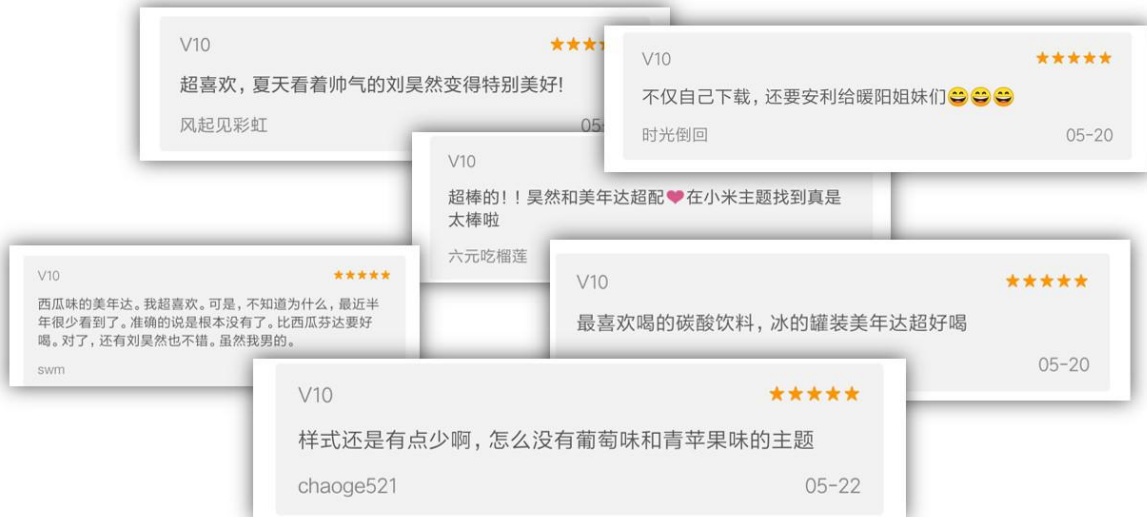 V10
超喜欢，夏天看着帅气的刘昊然变得特别美好！
风起见彩虹
05-
V10
不仅自己下载，还要安利给暖阳姐妹们😄😄😄
时光倒回
05-20
V10
超棒的！！昊然和美年达超配❤在小米主题找到真是
太棒啦
六元吃榴莲
V10
西瓜味的美年达。我超喜欢。可是，不知道为什么，最近半
年很少看到了。准确的说是根本没有了。比西瓜芬达要好
喝。对了，还有刘昊然也不错。虽然我男的。
swm
V10
最喜欢喝的碳酸饮料，冰的罐装美年达超好喝
05-20
V10
样式还是有点少啊，怎么没有葡萄味和青苹果味的主题
chaoge521
05-22